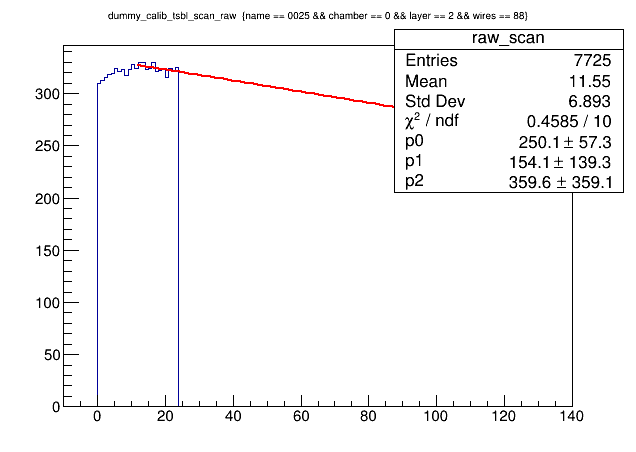 dummy_calib_tsbl_scan_raw {name == 0025 && chamber == 0 && layer == 2 && wires == 88}
raw_scan
Entries 7725
Mean 11.55
Std Dev 6.893
χ² / ndf 0.4585 / 10
p0 250.1 ± 57.3
p1 154.1 ± 139.3
p2 359.6 ± 359.1
300
250
200
150
100
50
0
0 20 40 60 80 100 120 140